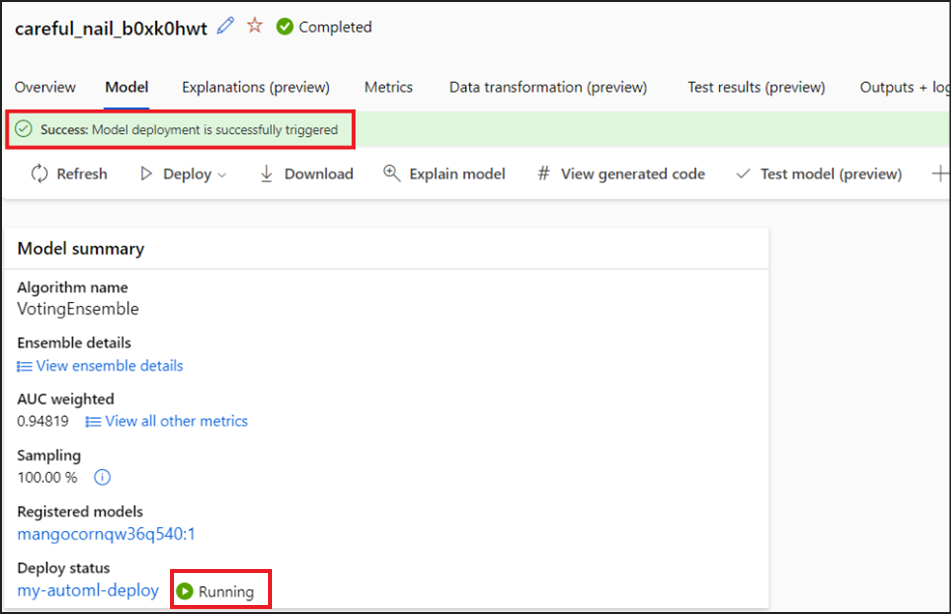 careful_nail_b0xk0hwt Completed
Overview Model Explanations (preview) Metrics Data transformation (preview) Test results (preview) Outputs + log
Success: Model deployment is successfully triggered
Refresh Deploy Download Explain model # View generated code Test model (preview)
Model summary
Algorithm name
VotingEnsemble
Ensemble details
View ensemble details
AUC weighted
0.94819 View all other metrics
Sampling
100.00 %
Registered models
mangocornqw36q540:1
Deploy status
my-automl-deploy Running